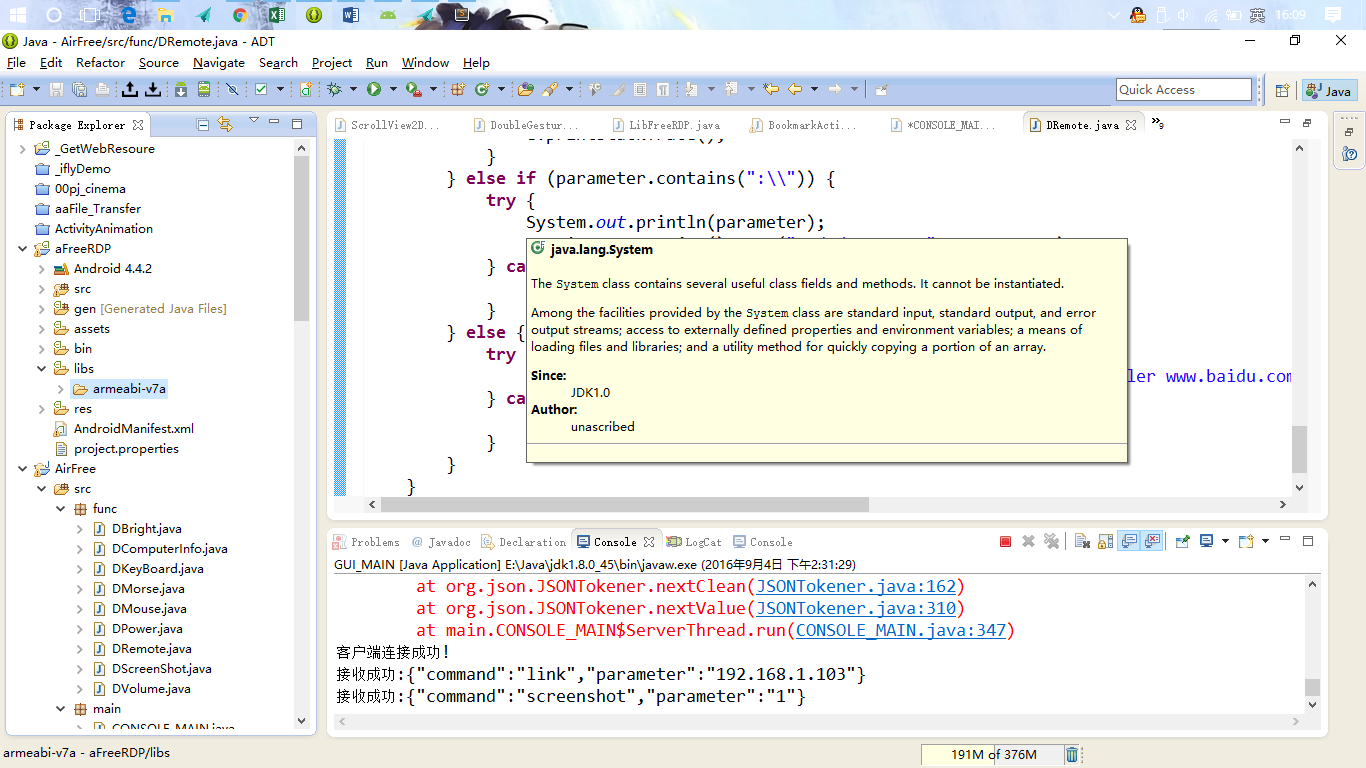 英 16:09
Java - AirFree/src/func/DRemote.java - ADT
File Edit Refactor Source Navigate Search Project Run Window Help
Quick Access
Java
Package Explorer
_GetWebResoure
_iflyDemo
00pj_cinema
aaFile_Transfer
ActivityAnimation
aFreeRDP
Android 4.4.2
src
gen [Generated Java Files]
assets
bin
libs
armeabi-v7a
res
AndroidManifest.xml
project.properties
AirFree
src
func
DBright.java
DComputerInfo.java
DKeyBoard.java
DMorse.java
DMouse.java
DPower.java
DRemote.java
DScreenShot.java
DVolume.java
main
CONSOLE_MAIN.java
ScrollView2D... DoubleGestur... LibFreeRDP.java BookmarkActi... *CONSOLE_MAI... DRemote.java »9
}
} else if (parameter.contains(":\\")) {
try {
System.out.println(parameter);
} ca
}
} else {
try
ler www.baidu.com
} ca
}
}
}
java.lang.System
The System class contains several useful class fields and methods. It cannot be instantiated.
Among the facilities provided by the System class are standard input, standard output, and error
output streams; access to externally defined properties and environment variables; a means of
loading files and libraries; and a utility method for quickly copying a portion of an array.
Since:
JDK1.0
Author:
unascribed
Problems @ Javadoc Declaration Console LogCat Console
GUI_MAIN [Java Application] E:\Java\jdk1.8.0_45\bin\javaw.exe (2016年9月4日 下午2:31:29)
at org.json.JSONTokener.nextClean(JSONTokener.java:162)
at org.json.JSONTokener.nextValue(JSONTokener.java:310)
at main.CONSOLE_MAIN$ServerThread.run(CONSOLE_MAIN.java:347)
客户端连接成功!
接收成功:{"command":"link","parameter":"192.168.1.103"}
接收成功:{"command":"screenshot","parameter":"1"}
armeabi-v7a - aFreeRDP/libs
191M of 376M